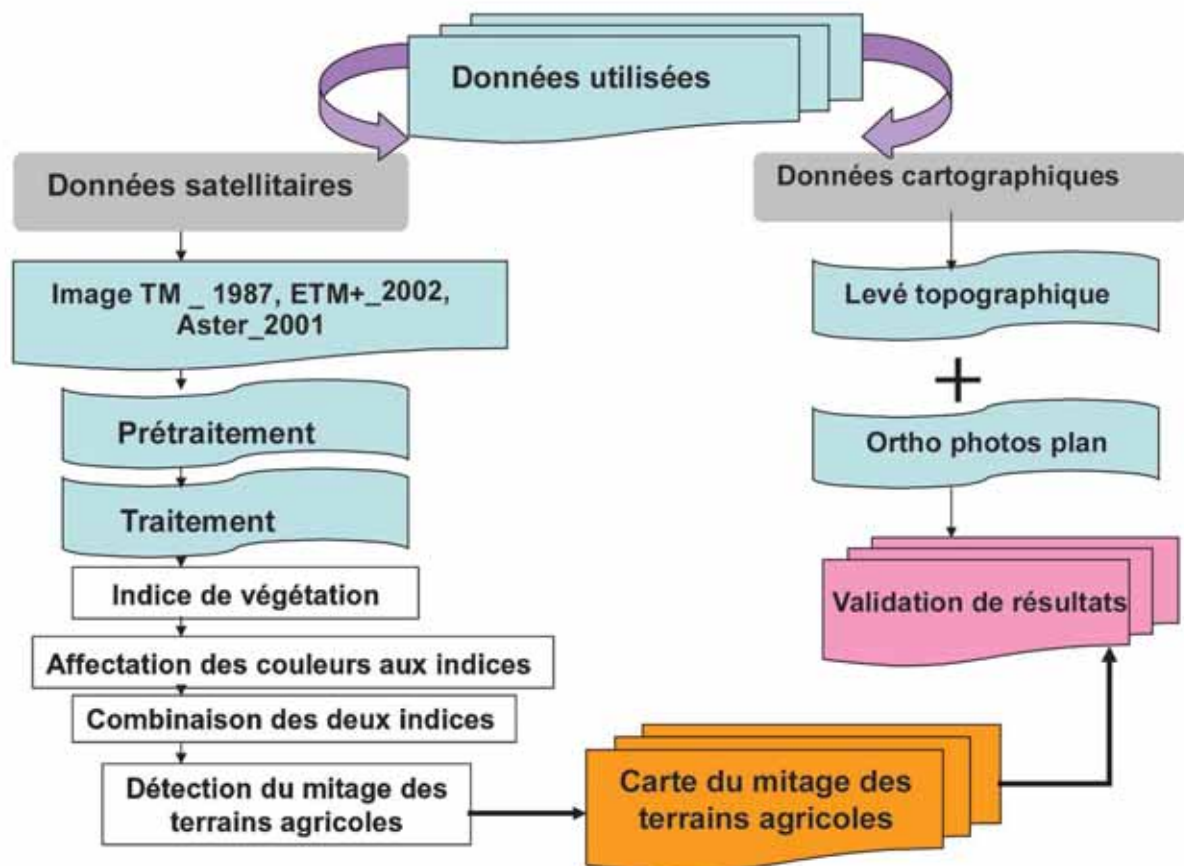 Données utilisées
Données satellitaires
Données cartographiques
Image TM _ 1987, ETM+_2002,
Aster_2001
Levé topographique
+
Prétraitement
Ortho photos plan
Traitement
Indice de végétation
Validation de résultats
Affectation des couleurs aux indices
Combinaison des deux indices
Détection du mitage des
terrains agricoles
Carte du mitage des
terrains agricoles